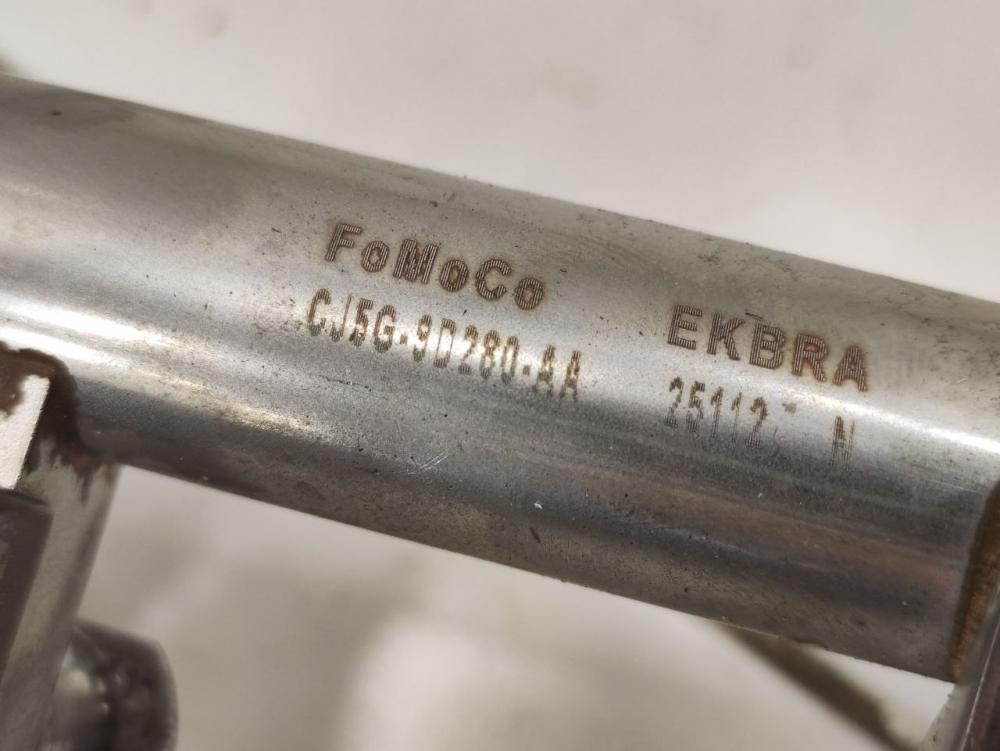 FoMoCo
CJ5G-9D280-AA
EKBRA
25112 N